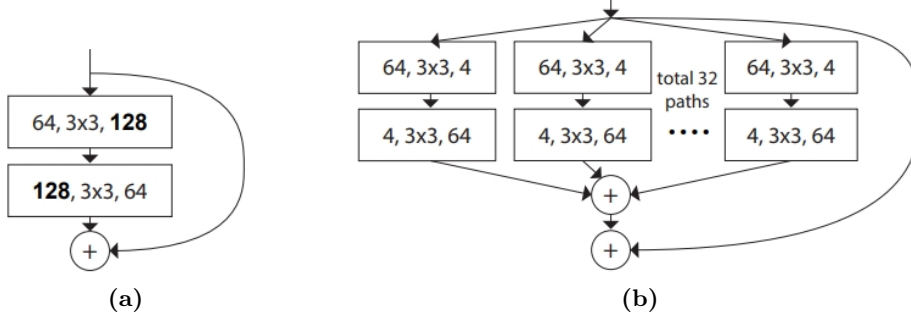 64, 3x3, 128
128, 3x3, 64
+
(a)
64, 3x3, 4
64, 3x3, 4
64, 3x3, 4
total 32
paths
....
4, 3x3, 64
4, 3x3, 64
4, 3x3, 64
+
+
(b)